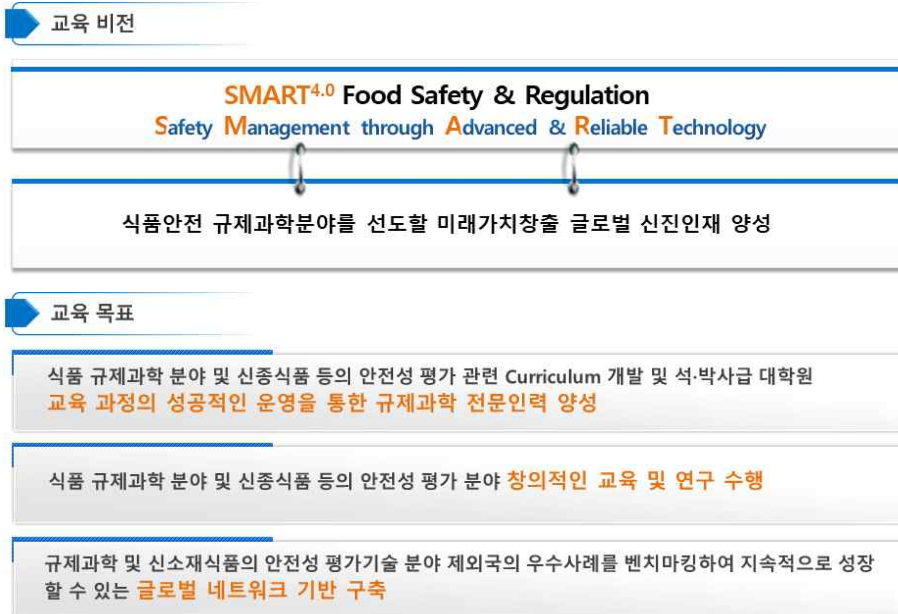 교육 비전
SMART4.0 Food Safety & Regulation
Safety Management through Advanced & Reliable Technology
식품안전 규제과학분야를 선도할 미래가치창출 글로벌 신진인재 양성
교육 목표
식품 규제과학 분야 및 신종식품 등의 안전성 평가 관련 Curriculum 개발 및 석·박사급 대학원
교육 과정의 성공적인 운영을 통한 규제과학 전문인력 양성
식품 규제과학 분야 및 신종식품 등의 안전성 평가 분야 창의적인 교육 및 연구 수행
규제과학 및 신소재식품의 안전성 평가기술 분야 제외국의 우수사례를 벤치마킹하여 지속적으로 성장
할 수 있는 글로벌 네트워크 기반 구축